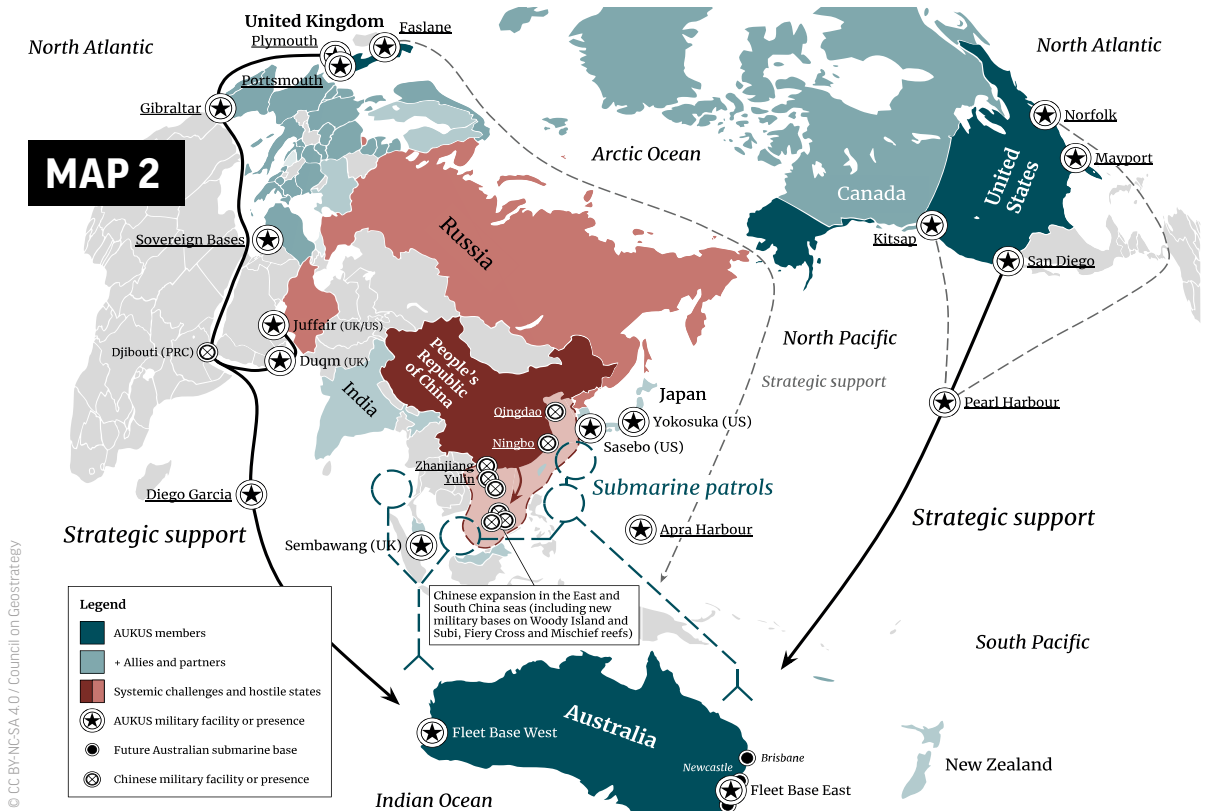 United Kingdom
Faslane
Plymouth
North Atlantic
North Atlantic
Portsmouth
Gibraltar
Norfolk
MAP 2
Arctic Ocean
Mayport
Canada
United
States
Russia
Sovereign Bases
Kitsap
San Diego
Juffair (UK/US)
North Pacific
Djibouti (PRC)
Duqm (UK)
People's
Republic
of China
India
Strategic support
Japan
Qingdao
Pearl Harbour
Yokosuka (US)
Ningbo
Sasebo (US)
Zhanjiang
Yulin
Submarine patrols
Diego Garcia
Strategic support
Strategic support
Apra Harbour
Sembawang (UK)
Chinese expansion in the East and
South China seas (including new
military bases on Woody Island and
Subi, Fiery Cross and Mischief reefs)
South Pacific
Legend
AUKUS members
+ Allies and partners
Systemic challenges and hostile states
AUKUS military facility or presence
Future Australian submarine base
Chinese military facility or presence
Australia
Fleet Base West
Brisbane
Newcastle
New Zealand
Fleet Base East
Indian Ocean
© CC BY-NC-SA 4.0 / Council on Geostrategy